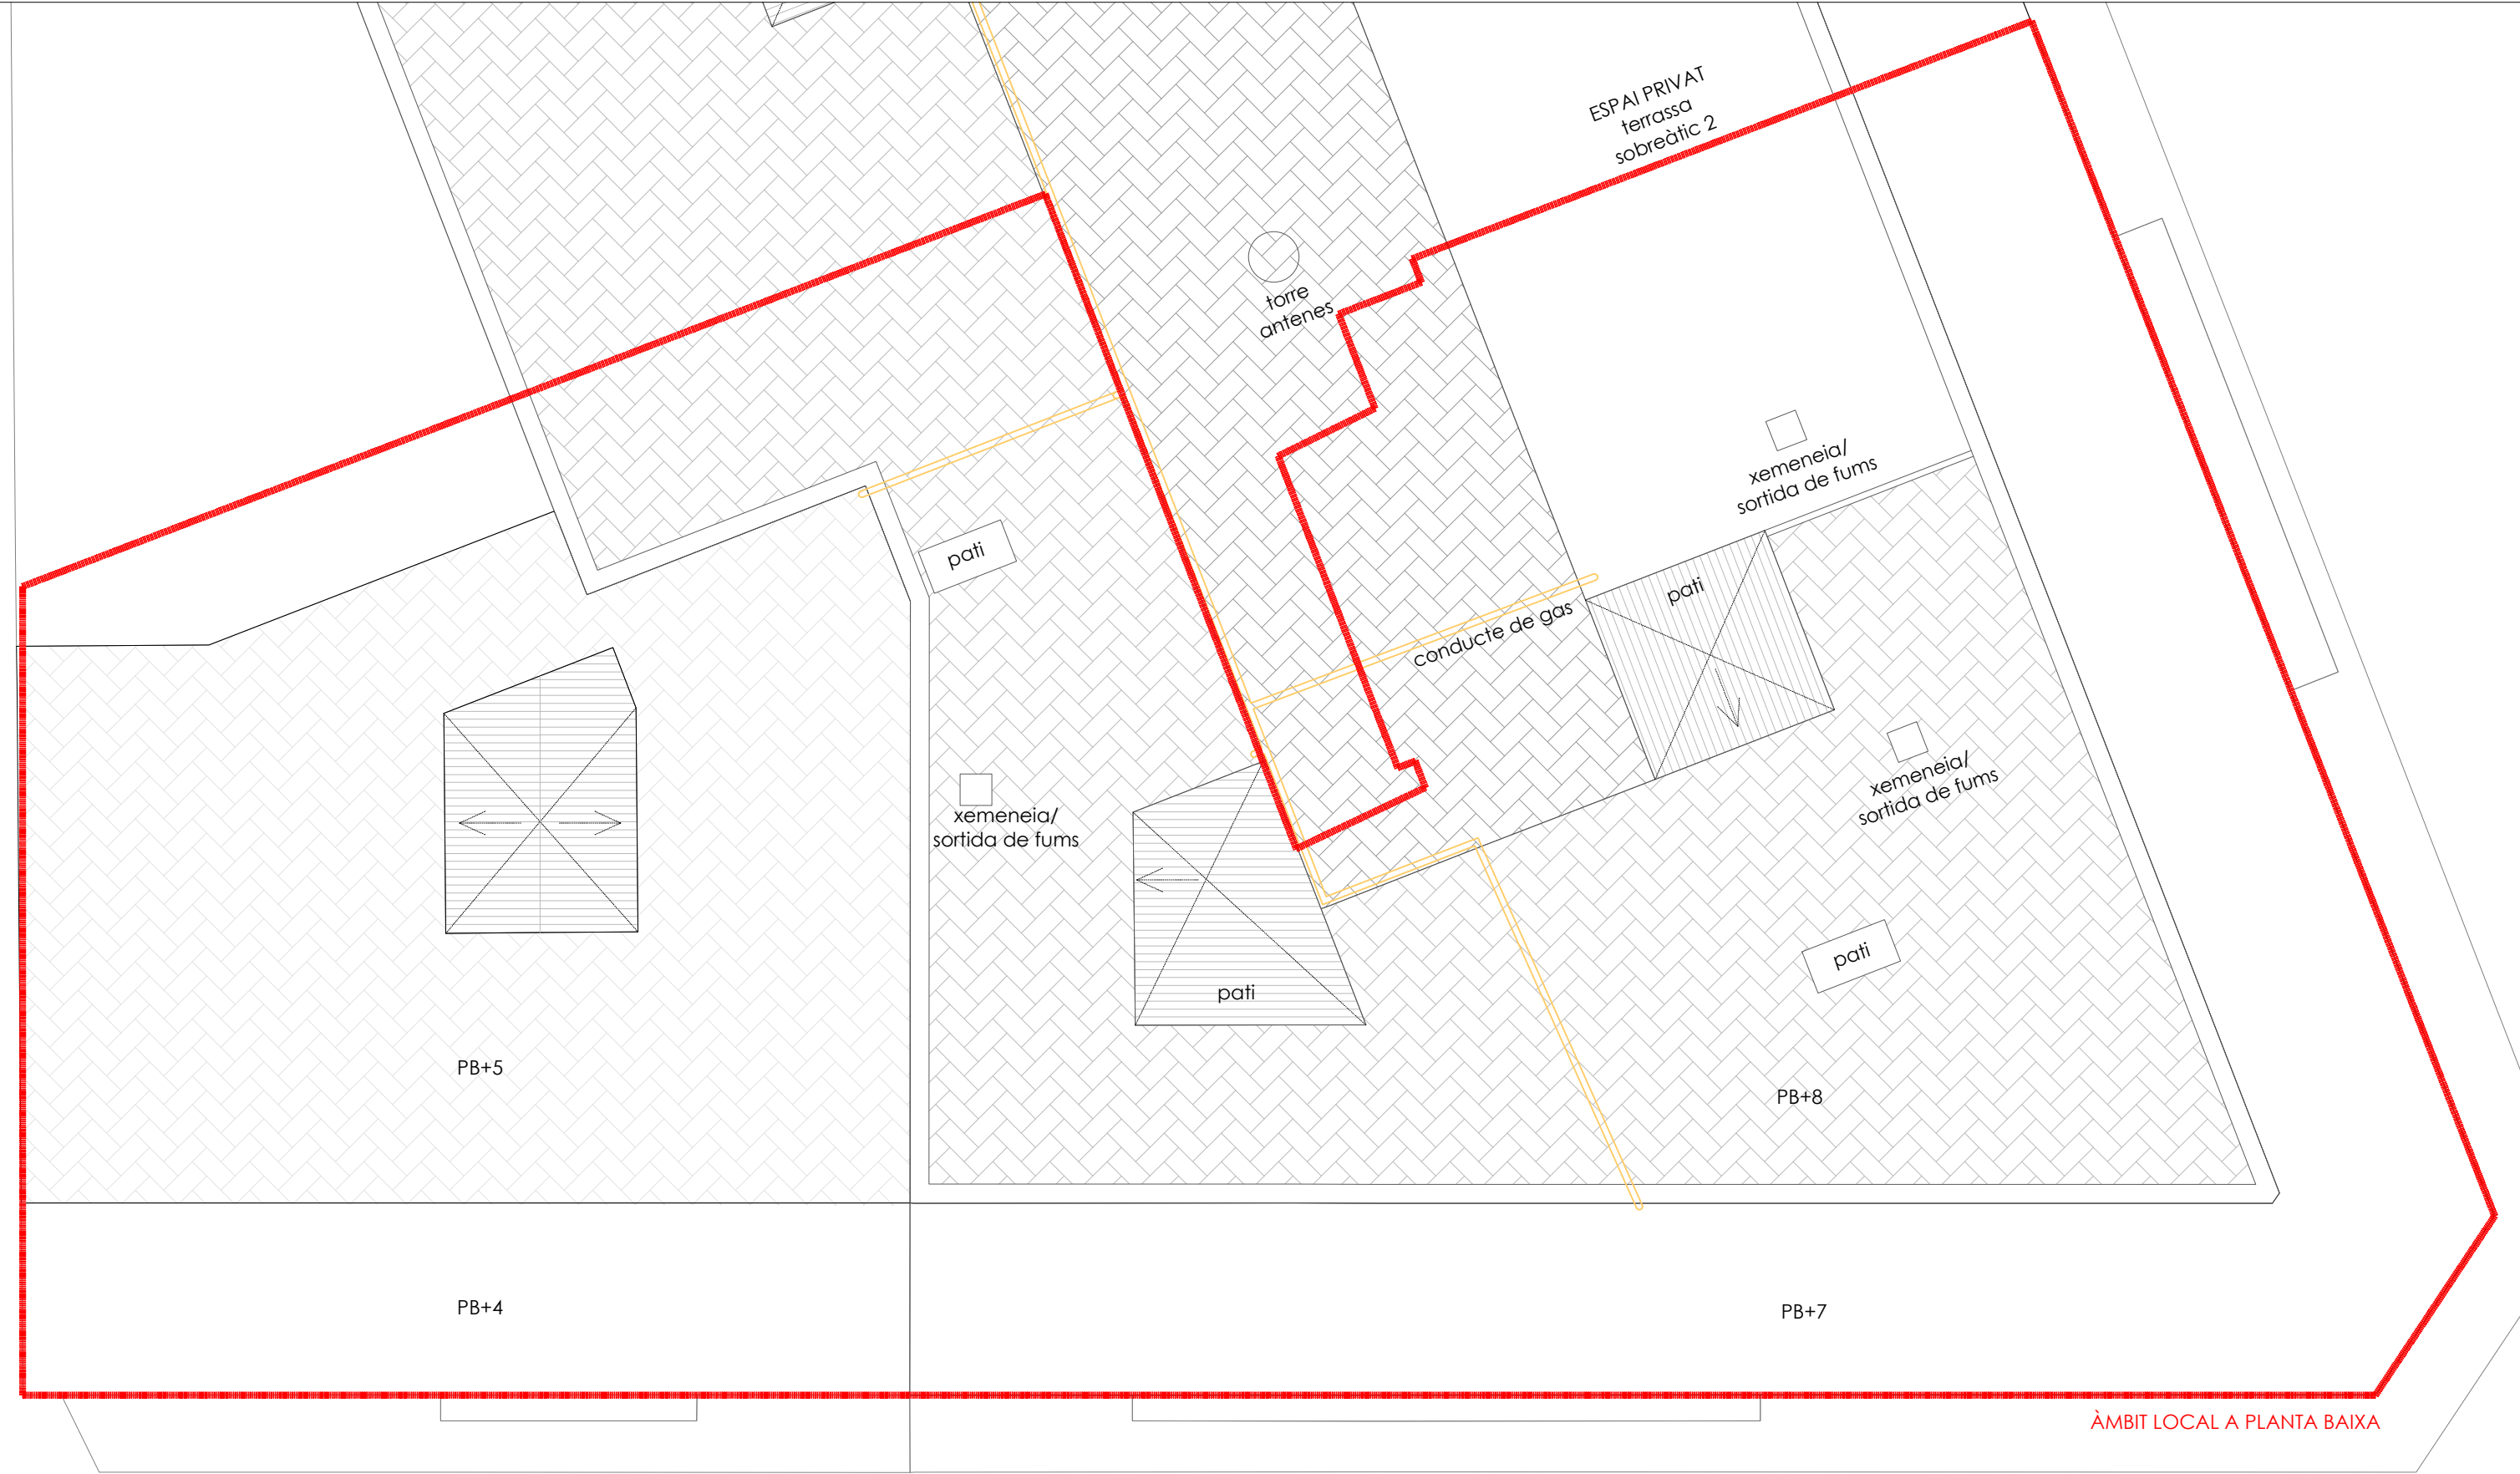 ESPAI PRIVAT
terrassa
sobreàtic 2
torre
antenes
xemeneia/
sortida de fums
pati
pati
conducte de gas
xemeneia/
sortida de fums
xemeneia/
sortida de fums
pati
pati
PB+5
PB+8
PB+4
PB+7
ÀMBIT LOCAL A PLANTA BAIXA